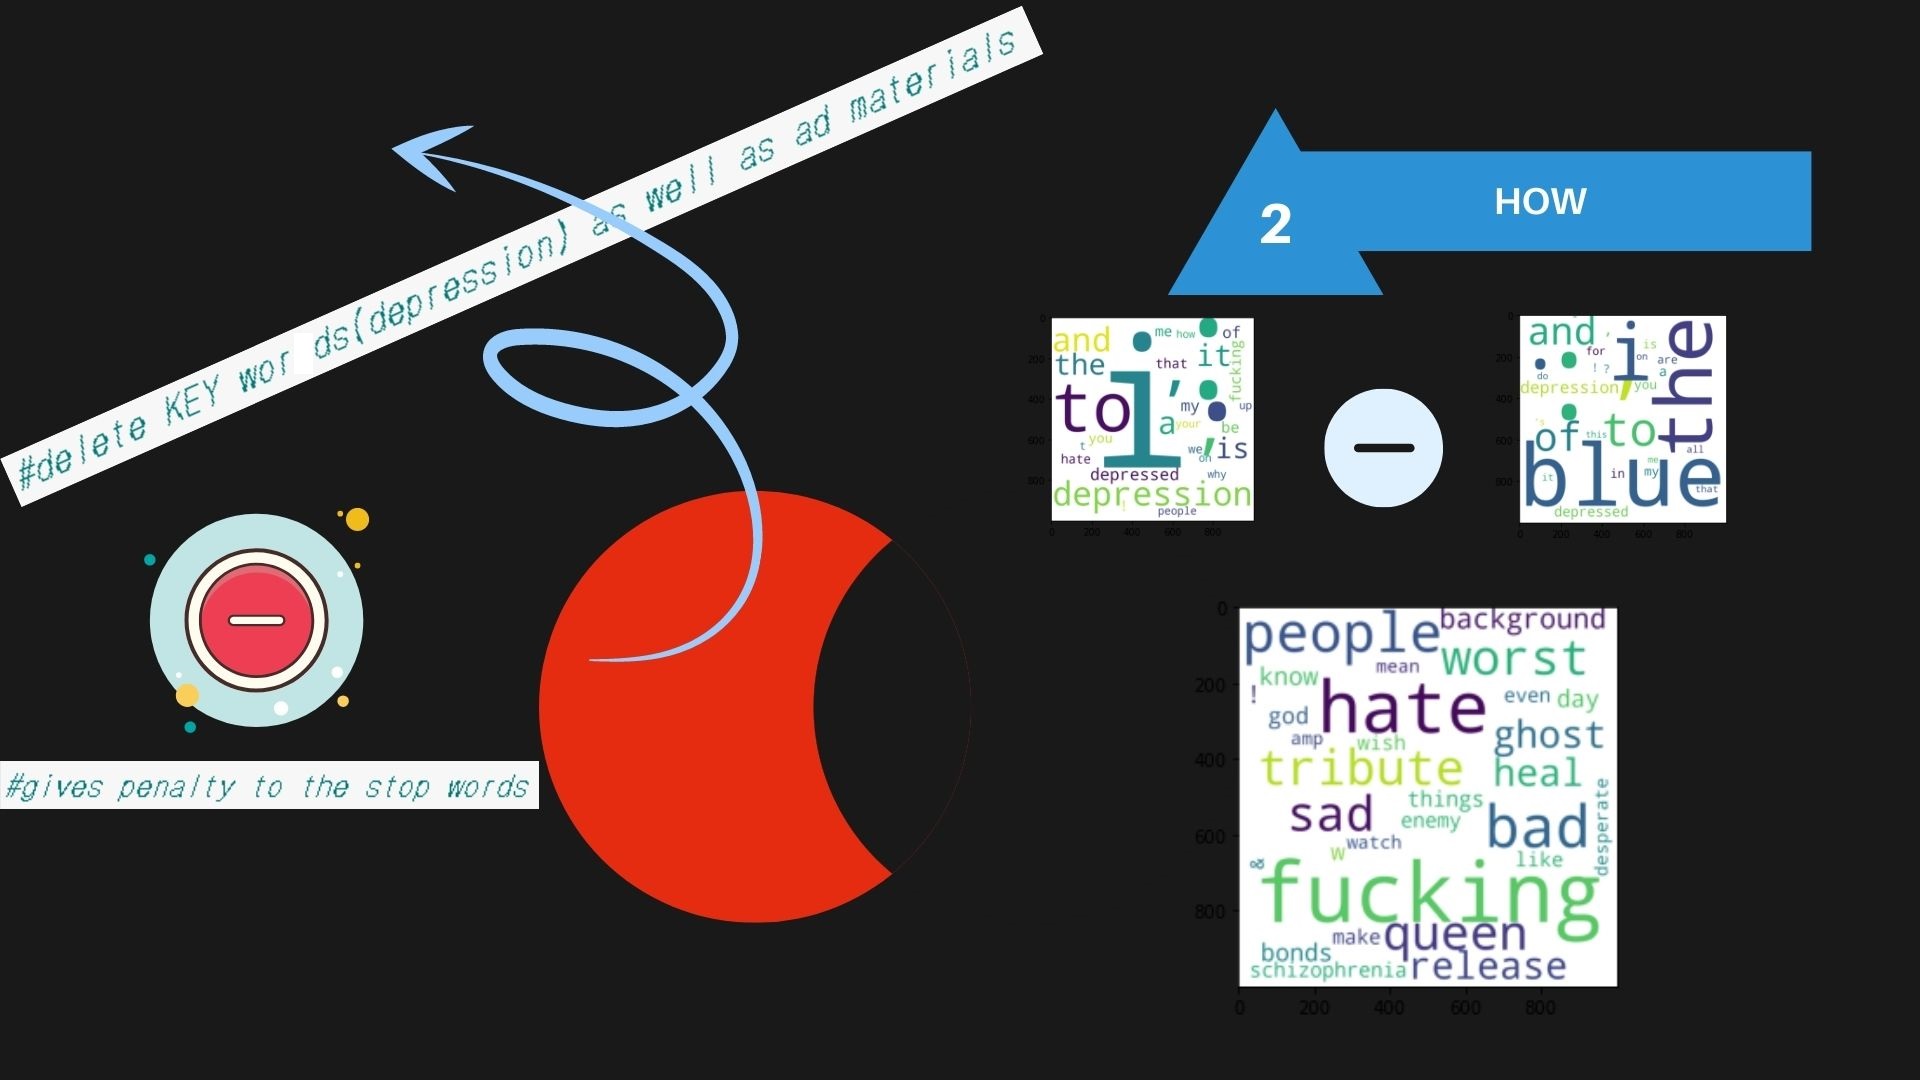 #delete KEY wor ds(depression) as well as ad materials
2
HOW
and
me
how
of
the
that
it
fucking
to
i
,
my
up
a
your
be
t
you
we
,
is
hate
on
depressed
why
depression
!
people
0
200
400
600
800
0
200
400
600
800
and
,
i
is
the
for
on
are
do
! ?
a
depression
,
you
's
of
this
to
all
me
it
blue
in
my
that
depressed
0
200
400
600
800
0
200
400
600
800
#gives penalty to the stop words
people
background
mean
worst
know
!
hate
even
day
god
ghost
amp
wish
tribute
heal
sad
things
enemy
bad
desperate
watch
w
like
&
fucking
make
queen
bonds
schizophrenia
release
0
200
400
600
800
0
200
400
600
800